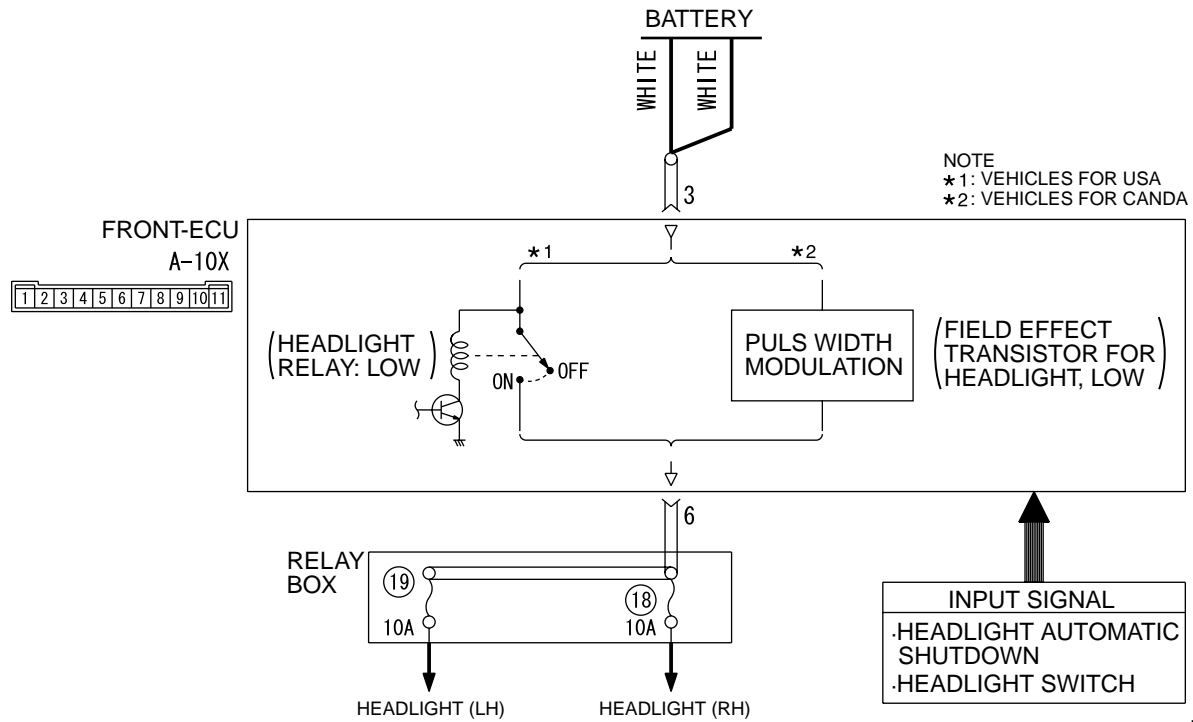 BATTERY
WHITE
WHITE
NOTE
*1: VEHICLES FOR USA
*2: VEHICLES FOR CANDA
3
FRONT-ECU
A-10X
1 2 3 4 5 6 7 8 9 10 11
*1
*2
(HEADLIGHT
RELAY: LOW)
OFF
ON
PULS WIDTH
MODULATION
(FIELD EFFECT
TRANSISTOR FOR
HEADLIGHT, LOW)
6
RELAY
BOX
19
18
10A
10A
HEADLIGHT (LH)
HEADLIGHT (RH)
INPUT SIGNAL
·HEADLIGHT AUTOMATIC
SHUTDOWN
·HEADLIGHT SWITCH